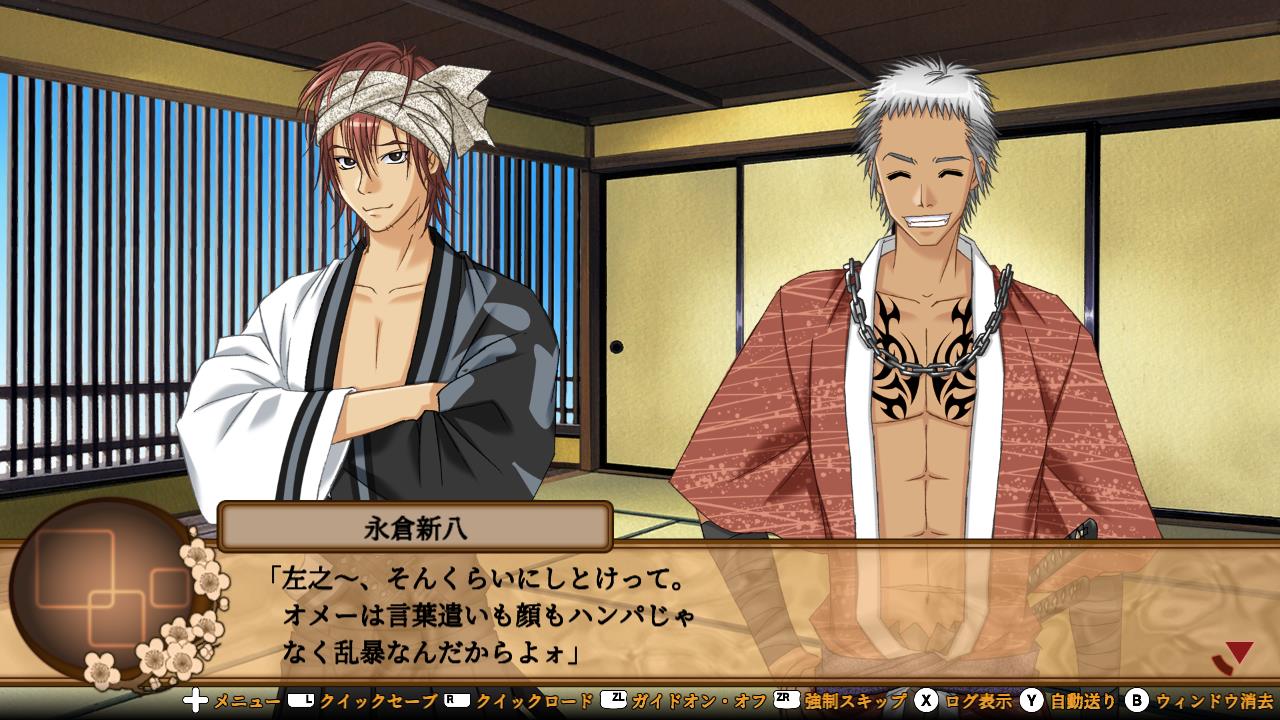 永倉新八
「左之～、そんくらいにしとけって。
オメーは言葉遣いも顔もハンパじゃ
なく乱暴なんだからよォ」
メニュー L クイックセーブ R クイックロード ZL ガイドオン・オフ ZR 強制スキップ X ログ表示 Y 自動送り B ウィンドウ消去